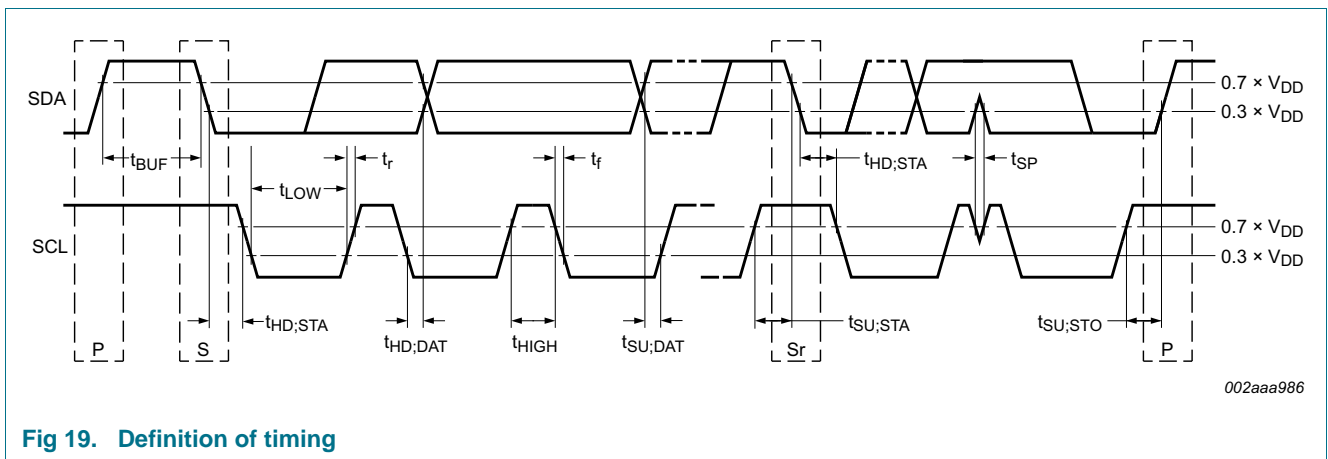 SDA
0.7 × VDD
0.3 × VDD
tBUF
tLOW
tr
tf
tHD;STA
tSP
SCL
0.7 × VDD
0.3 × VDD
tHD;STA
tHD;DAT
tHIGH
tSU;DAT
tSU;STA
tSU;STO
P
S
Sr
P
002aaa986
Fig 19. Definition of timing